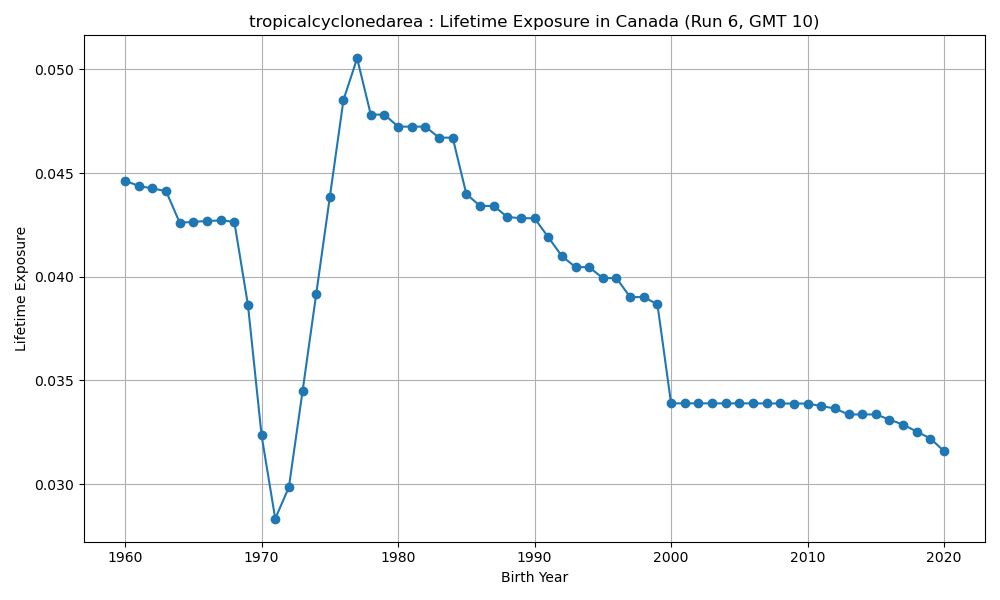 tropicalcyclonedarea : Lifetime Exposure in Canada (Run 6, GMT 10)
Lifetime Exposure
0.050
0.045
0.040
0.035
0.030
1960 1970 1980 1990 2000 2010 2020
Birth Year